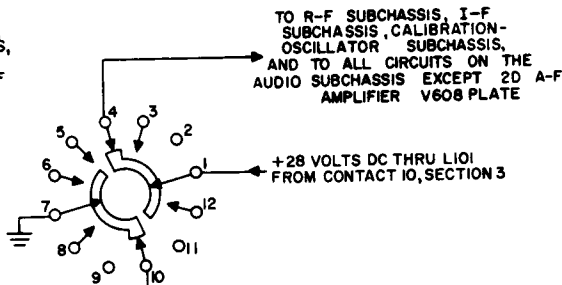 TO R-F SUBCHASSIS, I-F
SUBCHASSIS, CALIBRATION-
OSCILLATOR SUBCHASSIS,
AND TO ALL CIRCUITS ON THE
AUDIO SUBCHASSIS EXCEPT 2D A-F
AMPLIFIER V608 PLATE
S,
F
4
3
5
2
6
1
+28 VOLTS DC THRU L101
FROM CONTACT 10, SECTION 3
7
12
8
11
9
10